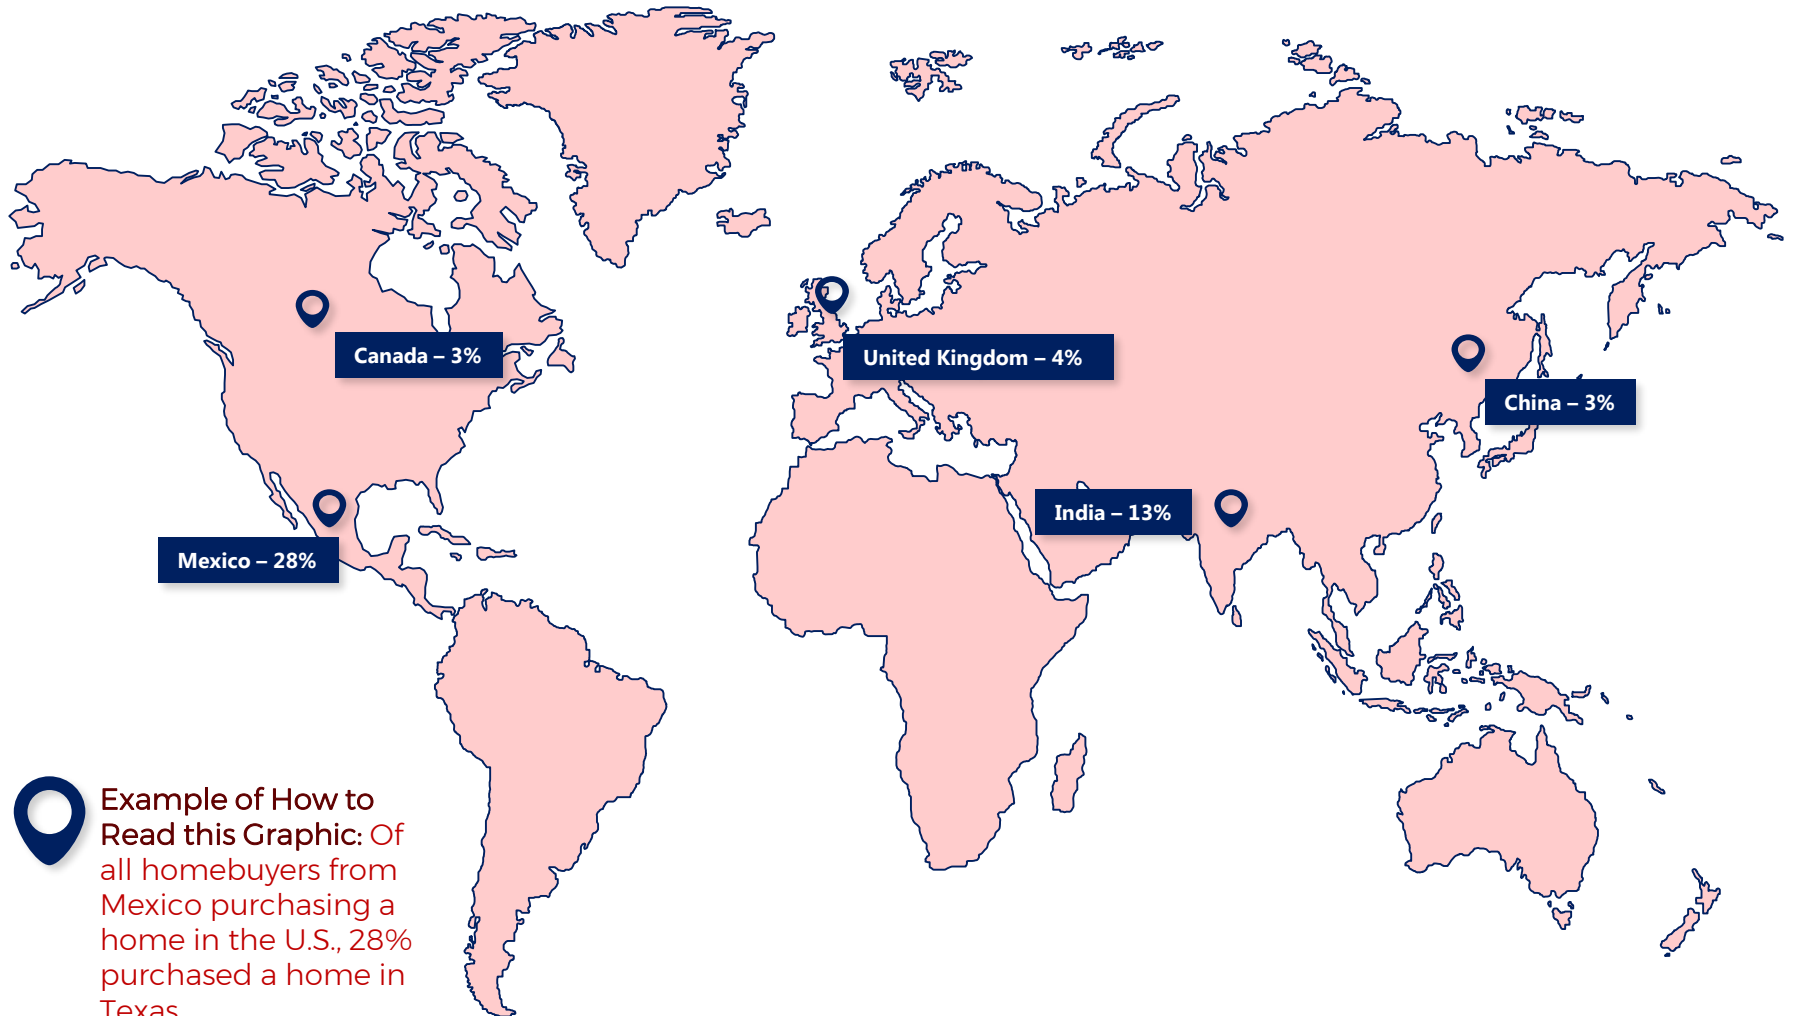 Canada – 3%
United Kingdom – 4%
China – 3%
India – 13%
Mexico – 28%
Example of How to
Read this Graphic: Of
all homebuyers from
Mexico purchasing a
home in the U.S., 28%
purchased a home in
Texas